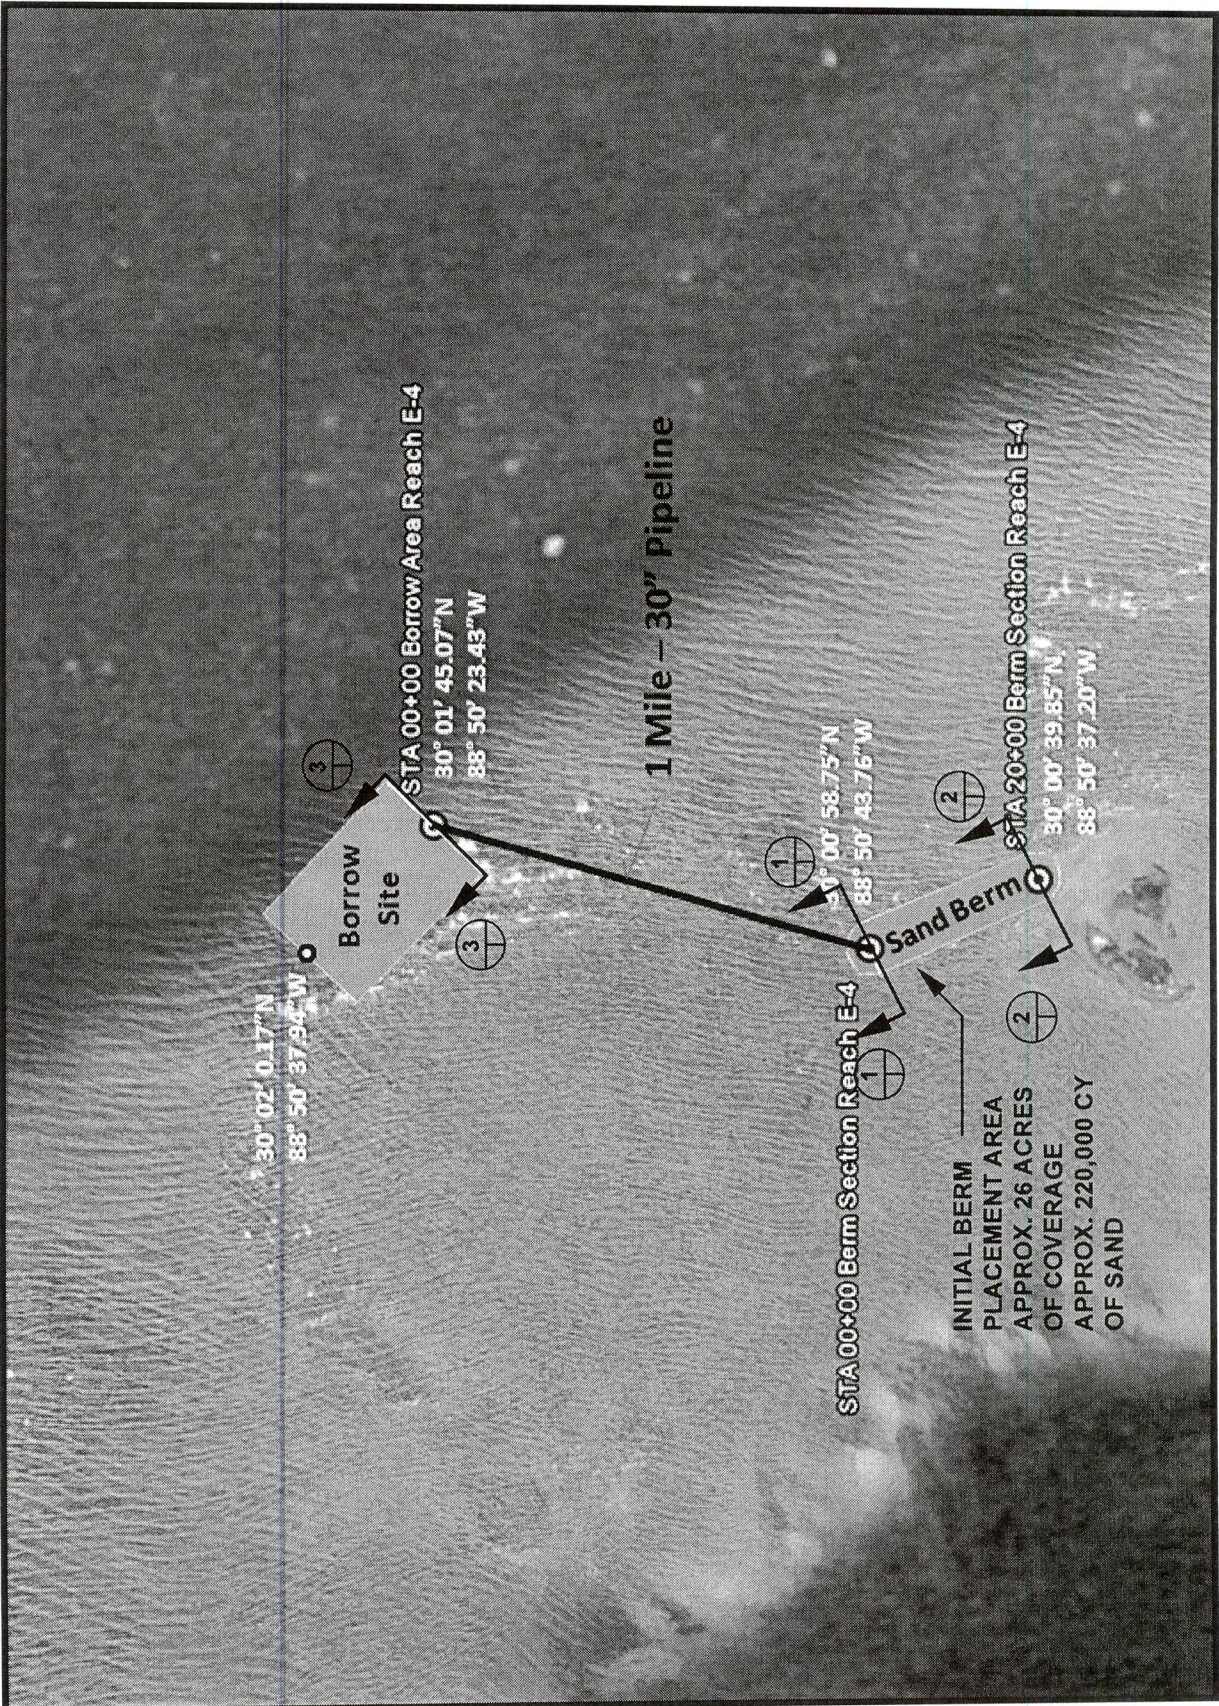 30° 02' 0.17"N
88° 50' 37.94"W
Borrow
Site
3
3
STA 00+00 Borrow Area Reach E-4
30° 01' 45.07"N
88° 50' 23.43"W
1 Mile – 30" Pipeline
1
1
30° 00' 58.75"N
88° 50' 43.76"W
STA 00+00 Berm Section Reach E-4
Sand Berm
2
2
STA 20+00 Berm Section Reach E-4
30° 00' 39.85"N
88° 50' 37.20"W
INITIAL BERM
PLACEMENT AREA
APPROX. 26 ACRES
OF COVERAGE
APPROX. 220,000 CY
OF SAND